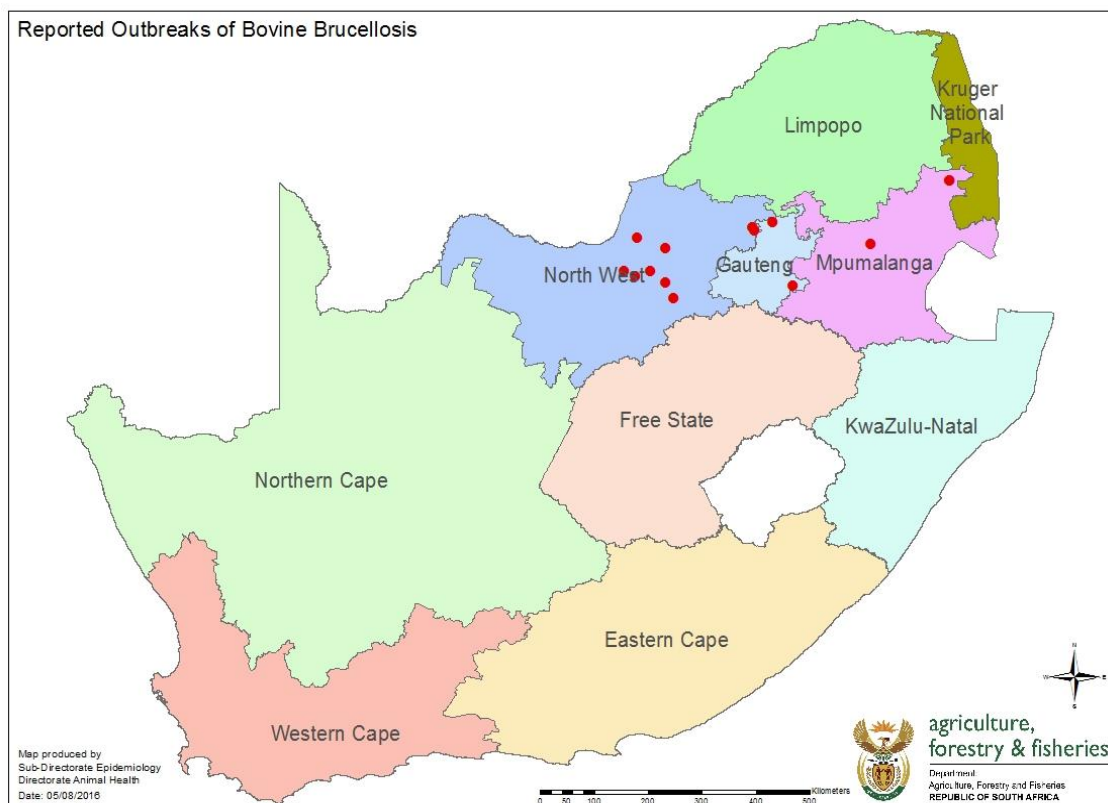 Reported Outbreaks of Bovine Brucellosis
Kruger
National
Park
Limpopo
North West
Gauteng
Mpumalanga
Free State
KwaZulu-Natal
Northern Cape
Eastern Cape
Western Cape
N
W E
S
Map produced by
Sub-Directorate Epidemiology
Directorate Animal Health
Date: 05/08/2016
Kilometers
0 50 100 200 300 400 500
agriculture,
forestry & fisheries
Department:
Agriculture, Forestry and Fisheries
REPUBLIC OF SOUTH AFRICA